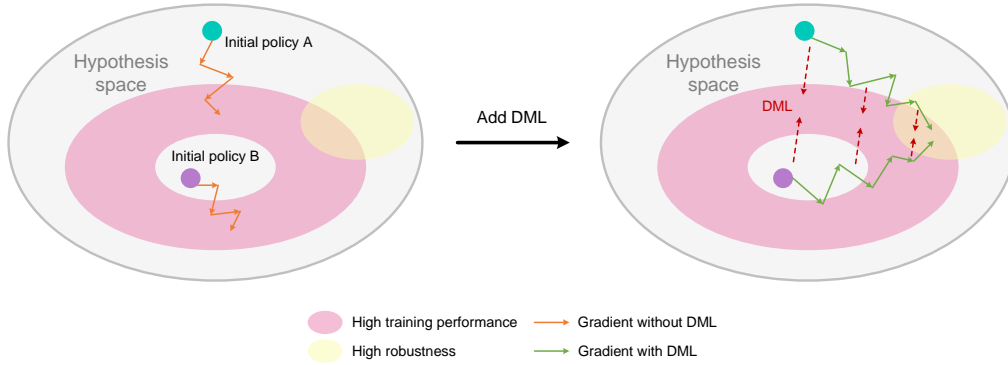 Initial policy A
Hypothesis
space
Initial policy B
Add DML
Hypothesis
space
DML
High training performance
Gradient without DML
High robustness
Gradient with DML